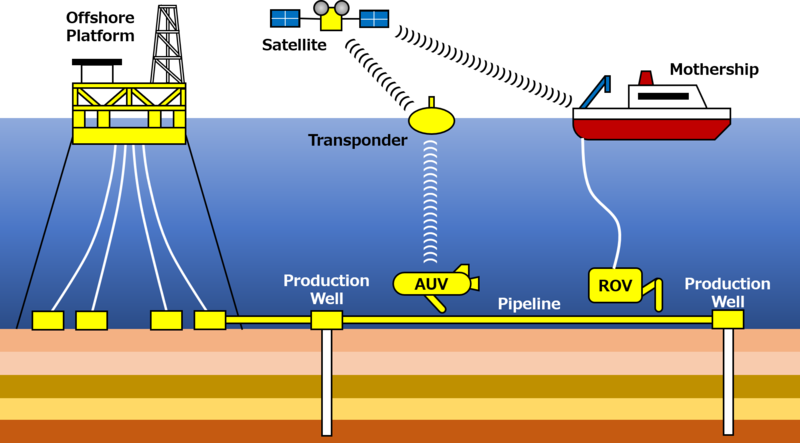 Offshore
Platform
Satellite
Mothership
Transponder
Production
Well
AUV
Pipeline
ROV
Production
Well